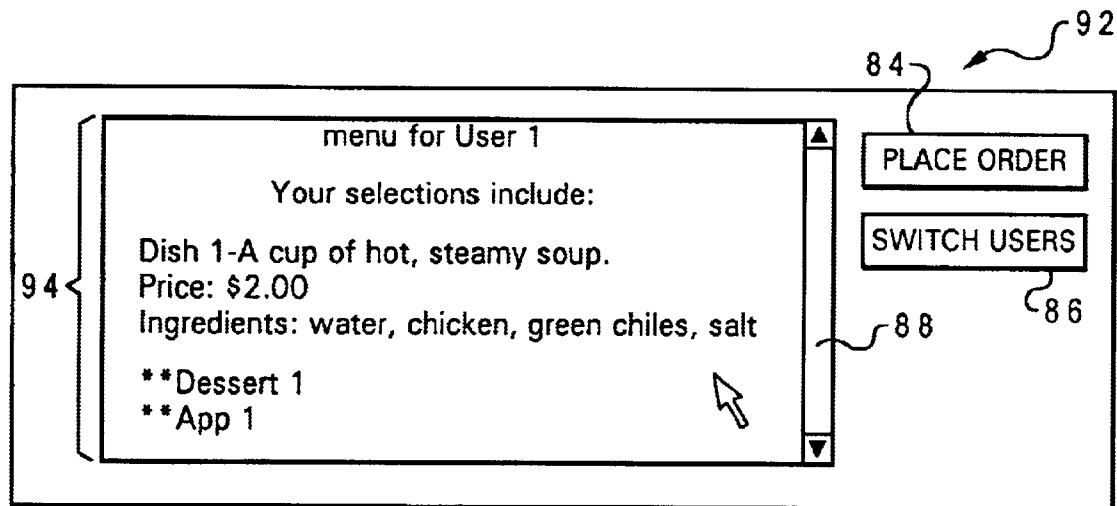 92
84
menu for User 1
PLACE ORDER
Your selections include:
SWITCH USERS
Dish 1-A cup of hot, steamy soup.
94
Price: $2.00
86
Ingredients: water, chicken, green chiles, salt
88
**Dessert 1
**App 1